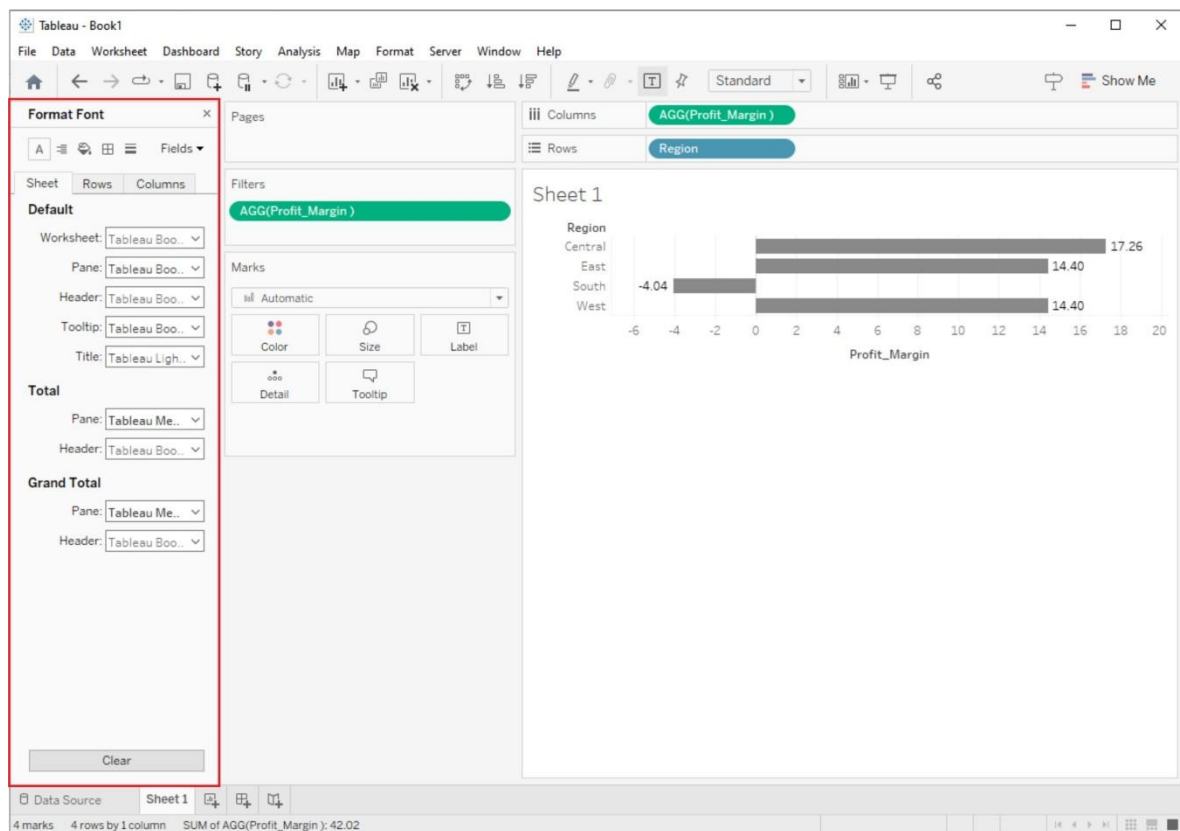 Tableau - Book1
File Data Worksheet Dashboard Story Analysis Map Format Server Window Help
Standard
Show Me
Format Font
Fields
Sheet Rows Columns
Default
Worksheet: Tableau Boo..
Pane: Tableau Boo..
Header: Tableau Boo..
Tooltip: Tableau Boo..
Title: Tableau Ligh..
Total
Pane: Tableau Me..
Header: Tableau Boo..
Grand Total
Pane: Tableau Me..
Header: Tableau Boo..
Clear
Pages
Filters
AGG(Profit_Margin )
Marks
Automatic
Color Size Label
Detail Tooltip
Columns AGG(Profit_Margin )
Rows Region
Sheet 1
Region
Central 17.26
East 14.40
South -4.04
West 14.40
-6 -4 -2 0 2 4 6 8 10 12 14 16 18 20
Profit_Margin
Data Source Sheet 1
4 marks 4 rows by 1 column SUM of AGG(Profit_Margin ): 42.02